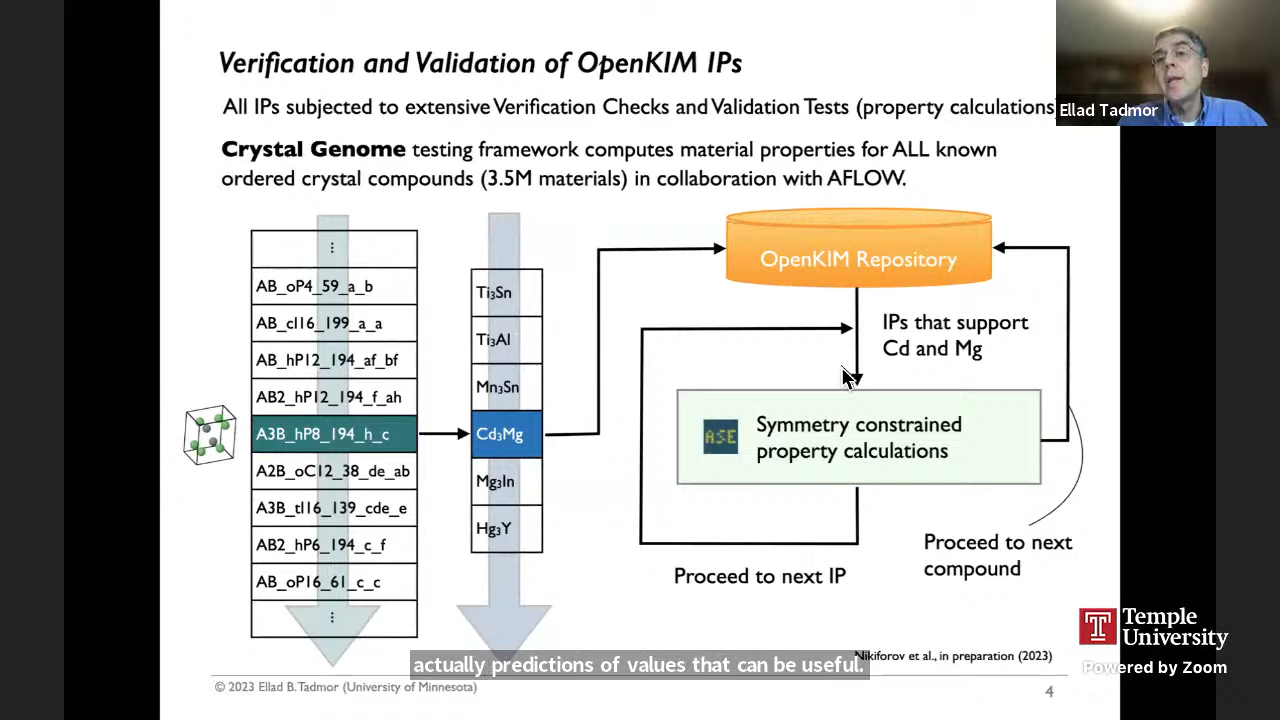 Verification and Validation of OpenKIM IPs
All IPs subjected to extensive Verification Checks and Validation Tests (property calculations
Ellad Tadmor
Crystal Genome testing framework computes material properties for ALL known
ordered crystal compounds (3.5M materials) in collaboration with AFLOW.
⋮
AB_oP4_59_a_b
AB_cI16_199_a_a
AB_hP12_194_af_bf
AB2_hP12_194_f_ah
A3B_hP8_194_h_c
A2B_oC12_38_de_ab
A3B_tI16_139_cde_e
AB2_hP6_194_c_f
AB_oP16_61_c_c
⋮
Ti₃Sn
Ti₃Al
Mn₃Sn
Cd₃Mg
Mg₃In
Hg₃Y
OpenKIM Repository
IPs that support
Cd and Mg
ASE
Symmetry constrained
property calculations
Proceed to next IP
Proceed to next
compound
Temple
University
Powered by Zoom
Nikiforov et al., in preparation (2023)
actually predictions of values that can be useful.
© 2023 Ellad B. Tadmor (University of Minnesota)
4